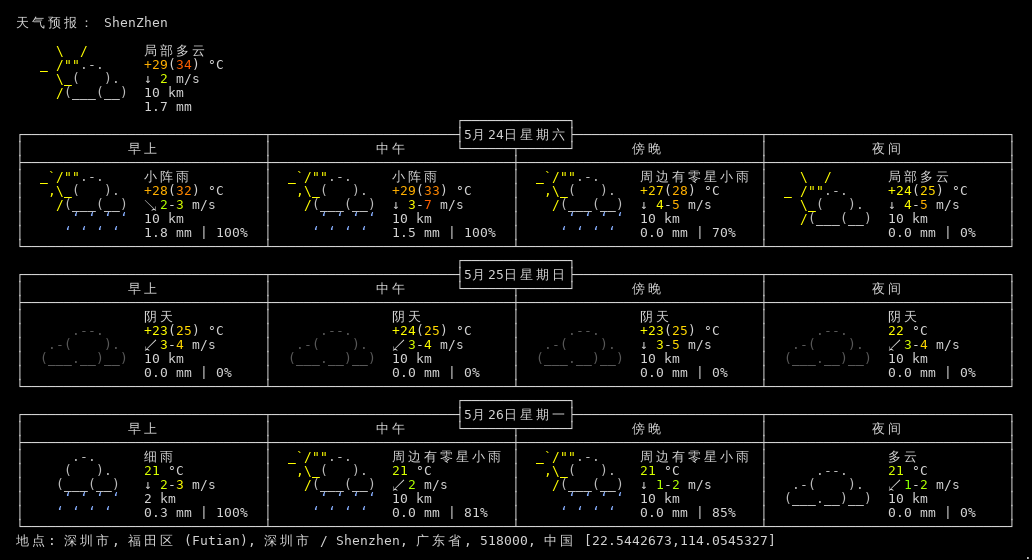 天气预报： ShenZhen
局部多云
+29(34) °C
↓ 2 m/s
10 km
1.7 mm
5月24日星期六
早上 中午 傍晚 夜间
小阵雨 小阵雨 周边有零星小雨 局部多云
+28(32) °C +29(33) °C +27(28) °C +24(25) °C
↘ 2-3 m/s ↓ 3-7 m/s ↓ 4-5 m/s ↓ 4-5 m/s
10 km 10 km 10 km 10 km
1.8 mm | 100% 1.5 mm | 100% 0.0 mm | 70% 0.0 mm | 0%
5月25日星期日
早上 中午 傍晚 夜间
阴天 阴天 阴天 阴天
+23(25) °C +24(25) °C +23(25) °C 22 °C
↙ 3-4 m/s ↙ 3-4 m/s ↓ 3-5 m/s ↙ 3-4 m/s
10 km 10 km 10 km 10 km
0.0 mm | 0% 0.0 mm | 0% 0.0 mm | 0% 0.0 mm | 0%
5月26日星期一
早上 中午 傍晚 夜间
细雨 周边有零星小雨 周边有零星小雨 多云
21 °C 21 °C 21 °C 21 °C
↓ 2-3 m/s ↙ 2 m/s ↓ 1-2 m/s ↙ 1-2 m/s
2 km 10 km 10 km 10 km
0.3 mm | 100% 0.0 mm | 81% 0.0 mm | 85% 0.0 mm | 0%
地点: 深圳市, 福田区 (Futian), 深圳市 / Shenzhen, 广东省, 518000, 中国 [22.5442673,114.0545327]